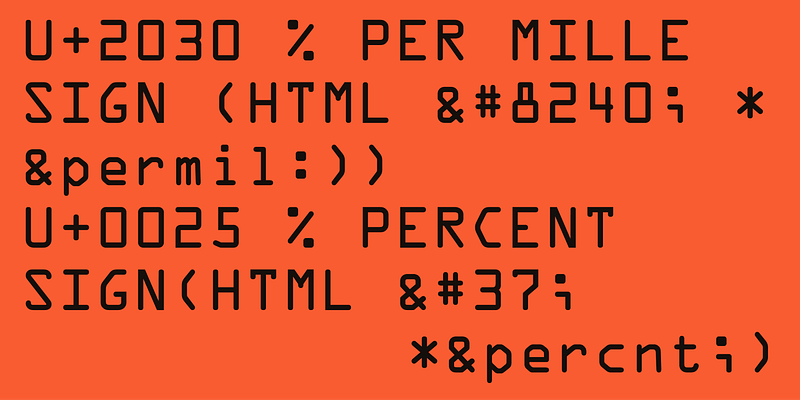 U+2030 % PER MILLE
SIGN (HTML &#8240; *
&permil:))
U+0025 % PERCENT
SIGN(HTML &#37;
*&percnt;)